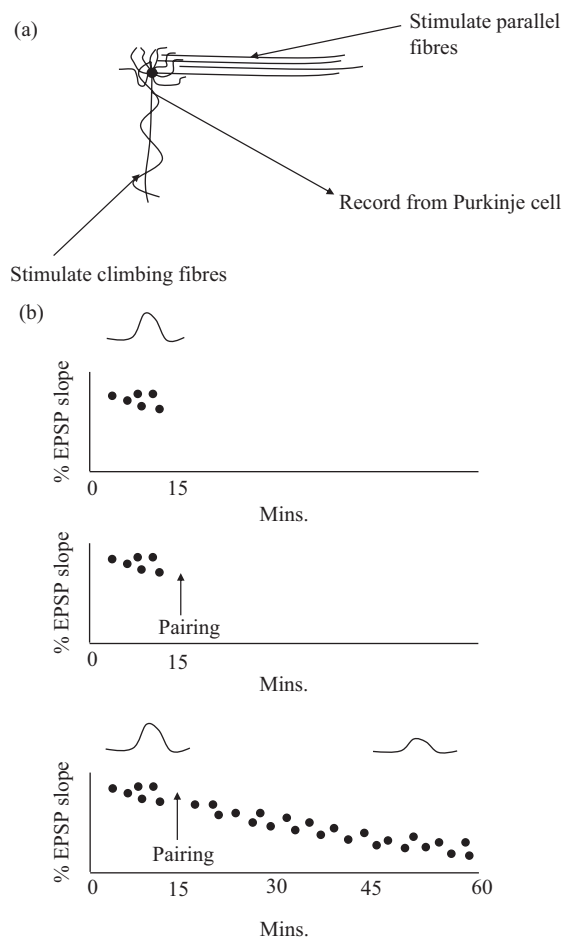 (a)
Stimulate parallel
fibres
Record from Purkinje cell
Stimulate climbing fibres
(b)
% EPSP slope
0
15
Mins.
% EPSP slope
Pairing
0
15
Mins.
% EPSP slope
Pairing
0
15
30
45
60
Mins.